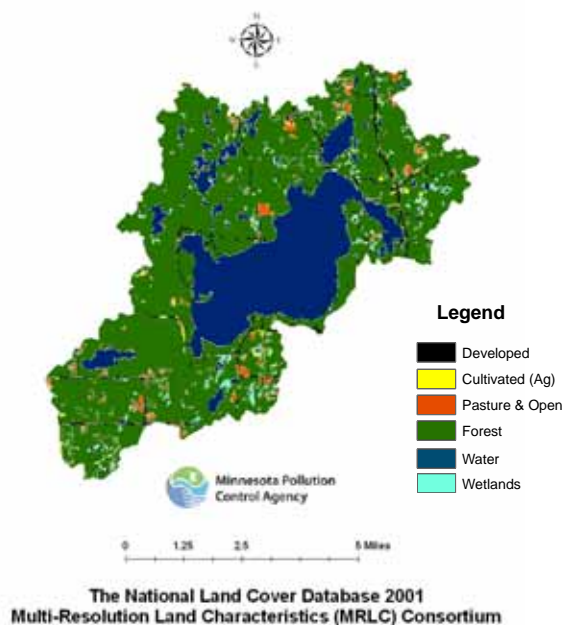 N
W
E
S
Legend
Developed
Cultivated (Ag)
Pasture & Open
Forest
Water
Wetlands
Minnesota Pollution
Control Agency
0 1.25 2.5 5 Miles
The National Land Cover Database 2001
Multi-Resolution Land Characteristics (MRLC) Consortium